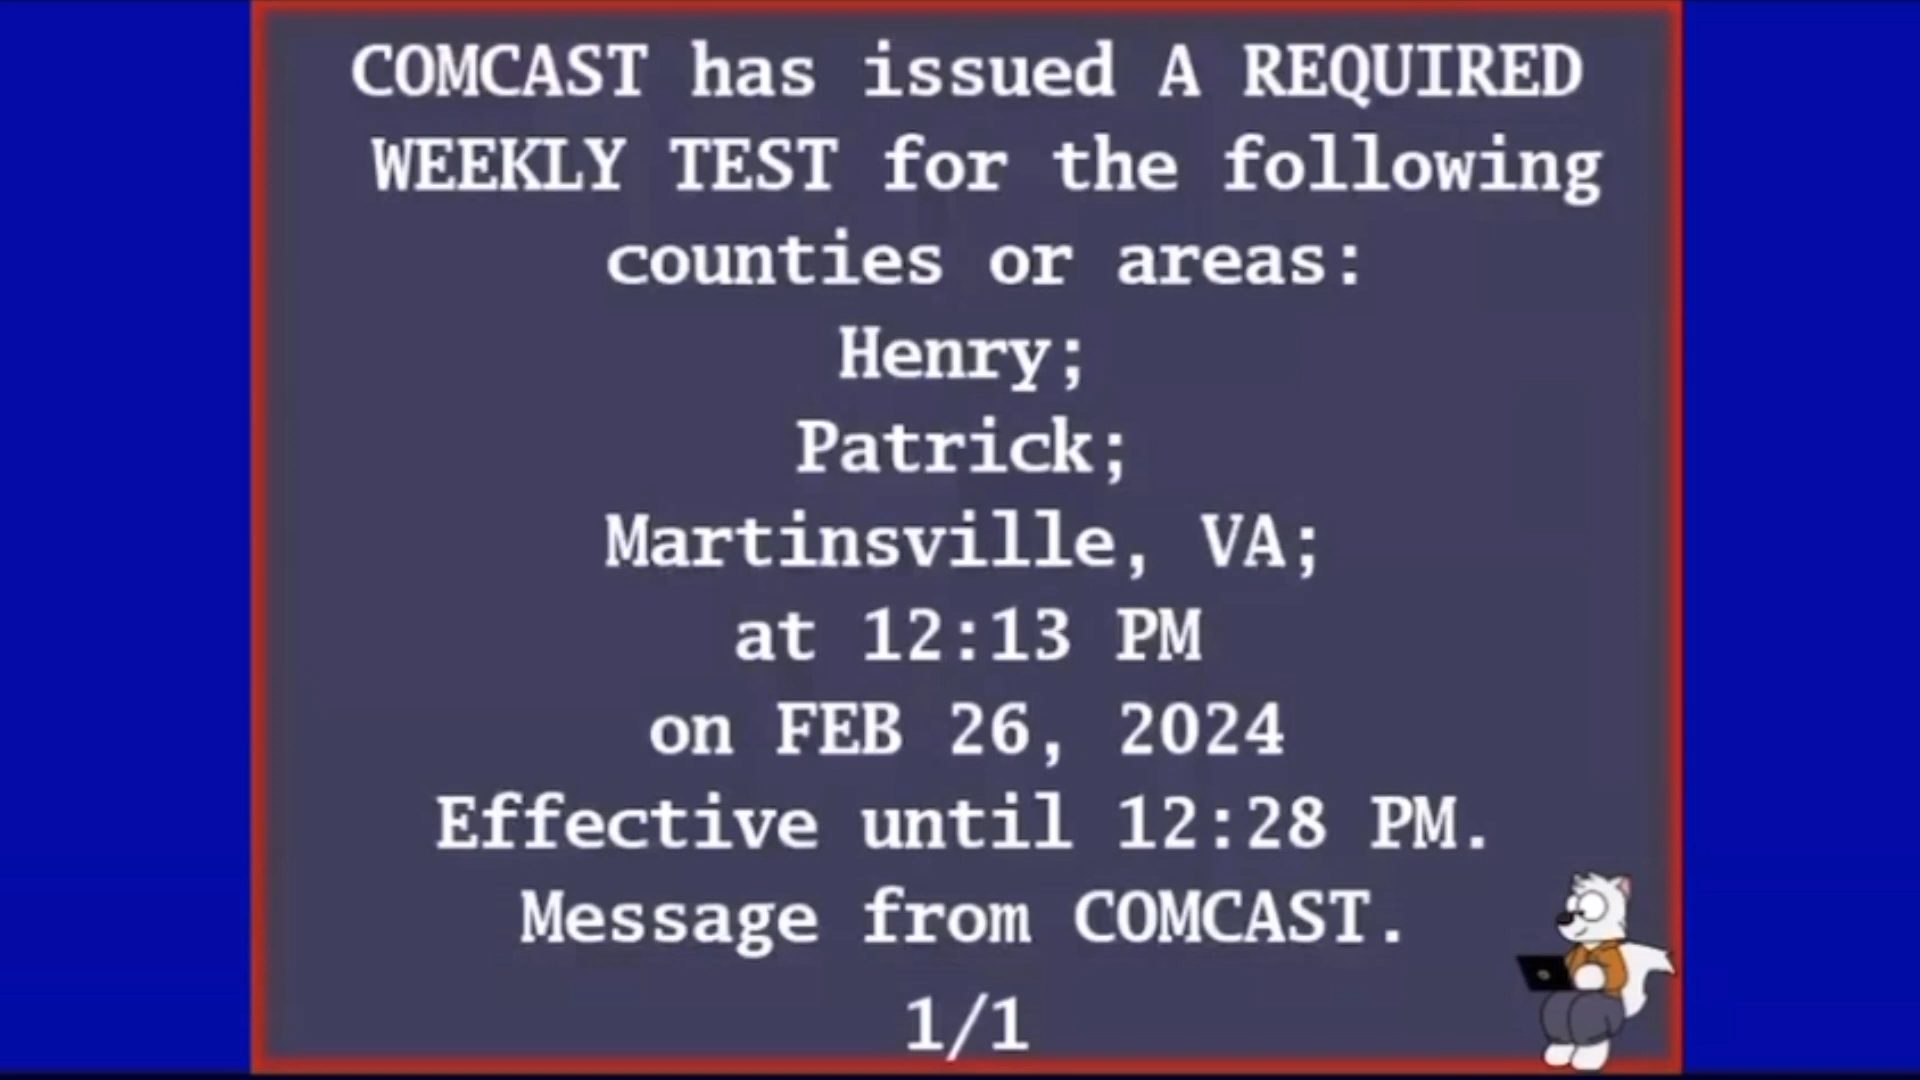 COMCAST has issued A REQUIRED
WEEKLY TEST for the following
counties or areas:
Henry;
Patrick;
Martinsville, VA;
at 12:13 PM
on FEB 26, 2024
Effective until 12:28 PM.
Message from COMCAST.
1/1